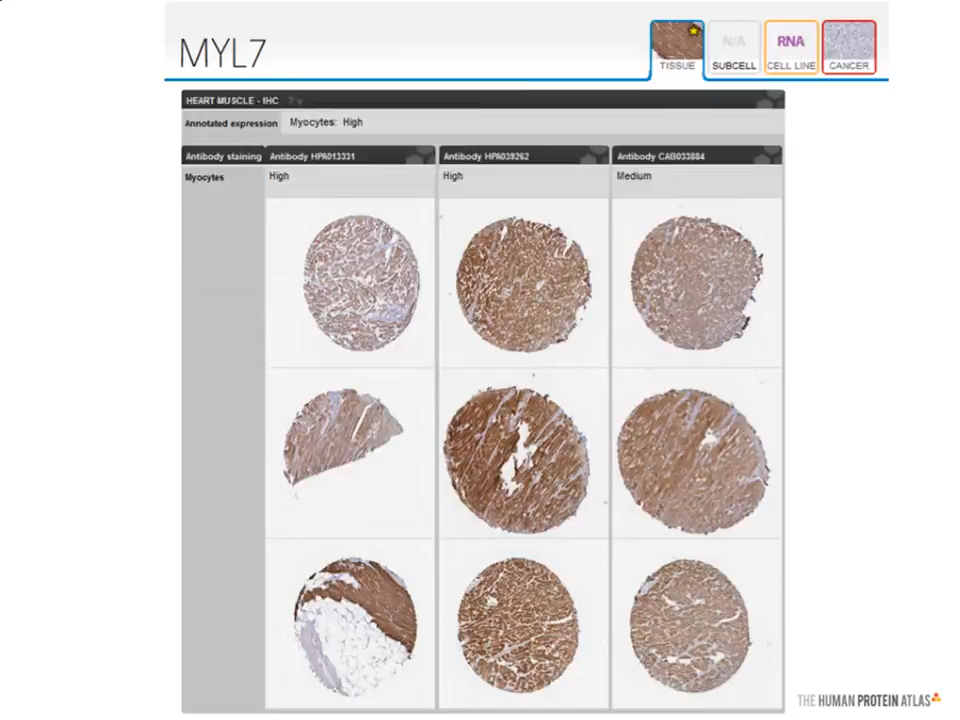 MYL7
TISSUE
N/A
SUBCELL
RNA
CELL LINE
CANCER
HEART MUSCLE - IHC
Annotated expression Myocytes: High
Antibody staining Antibody HPA013331 Antibody HPA039262 Antibody CAB033884
Myocytes High High Medium
THE HUMAN PROTEIN ATLAS